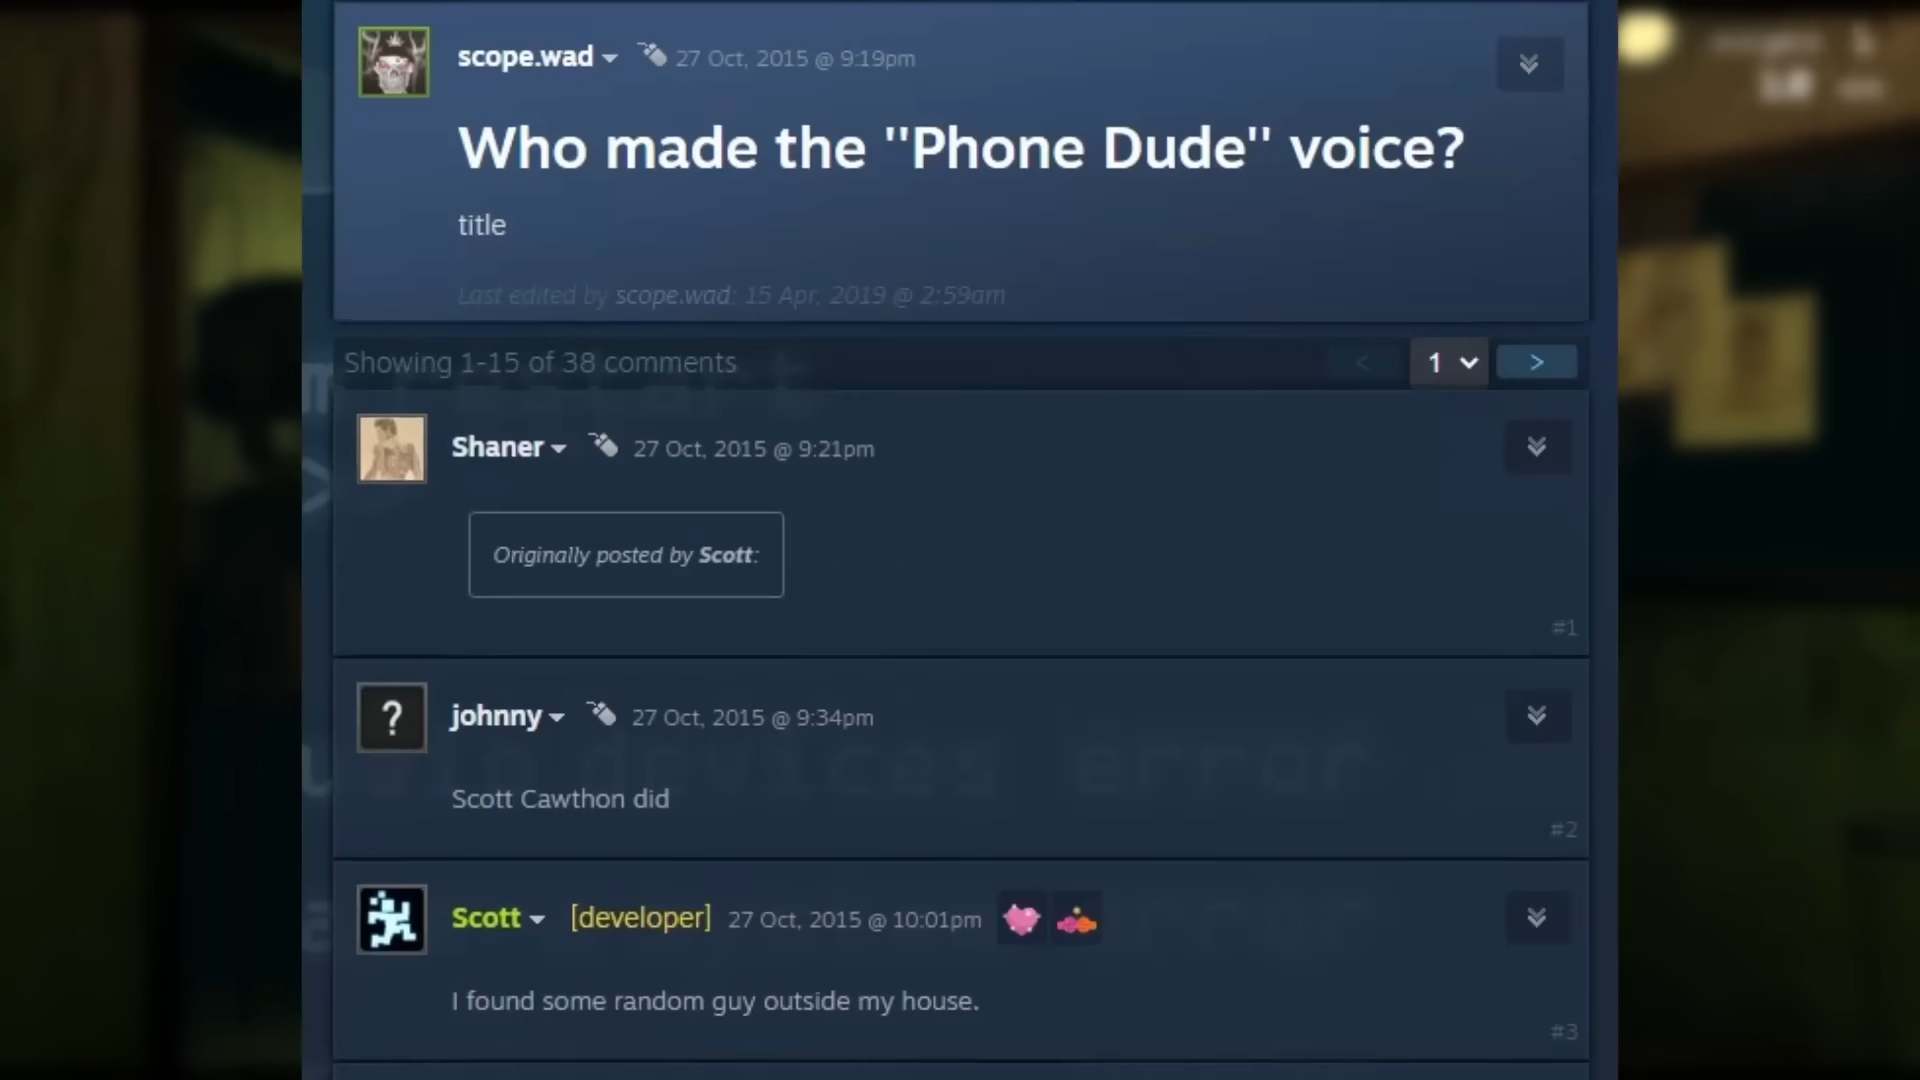 scope.wad 27 Oct, 2015 @ 9:19pm
Who made the "Phone Dude" voice?
title
Last edited by scope.wad: 15 Apr, 2019 @ 2:59am
Showing 1-15 of 38 comments
< 1 >
Shaner 27 Oct, 2015 @ 9:21pm
Originally posted by Scott:
#1
? johnny 27 Oct, 2015 @ 9:34pm
devices error
Scott Cawthon did
#2
Scott [developer] 27 Oct, 2015 @ 10:01pm
I found some random guy outside my house.
#3